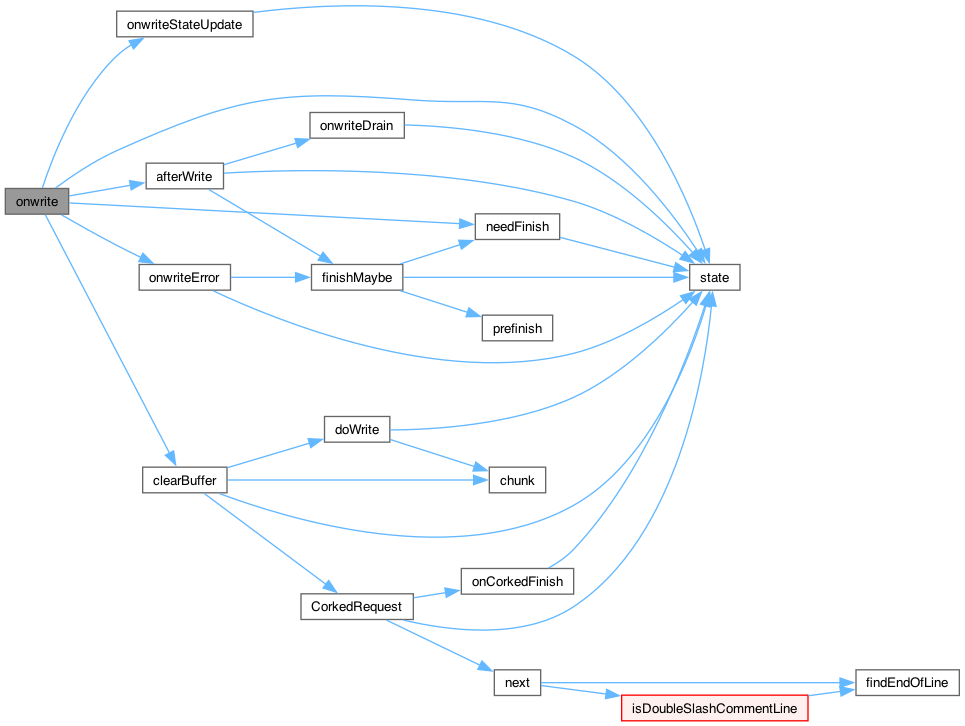 onwriteStateUpdate
onwriteDrain
afterWrite
onwrite
needFinish
onwriteError
finishMaybe
state
prefinish
doWrite
clearBuffer
chunk
onCorkedFinish
CorkedRequest
next
findEndOfLine
isDoubleSlashCommentLine